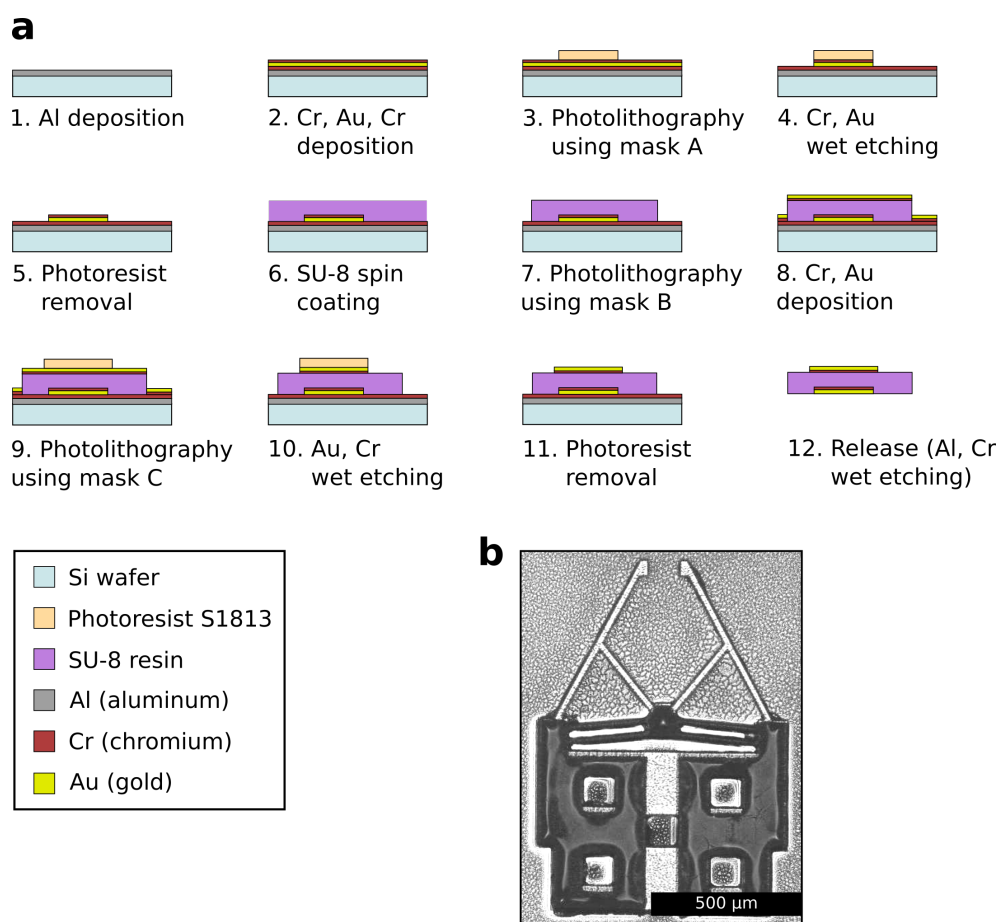 a
1. Al deposition
2. Cr, Au, Cr
deposition
3. Photolithography
using mask A
4. Cr, Au
wet etching
5. Photoresist
removal
6. SU-8 spin
coating
7. Photolithography
using mask B
8. Cr, Au
deposition
9. Photolithography
using mask C
10. Au, Cr
wet etching
11. Photoresist
removal
12. Release (Al, Cr
wet etching)
Si wafer
Photoresist S1813
SU-8 resin
Al (aluminum)
Cr (chromium)
Au (gold)
b
500 μm